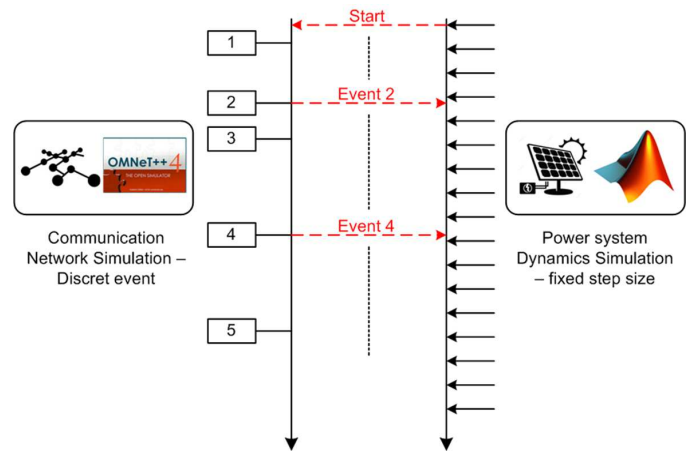 Start
1
2
Event 2
3
OMNeT++ 4
THE OPEN SIMULATOR
4
Event 4
Communication
Network Simulation –
Discret event
Power system
Dynamics Simulation
– fixed step size
5